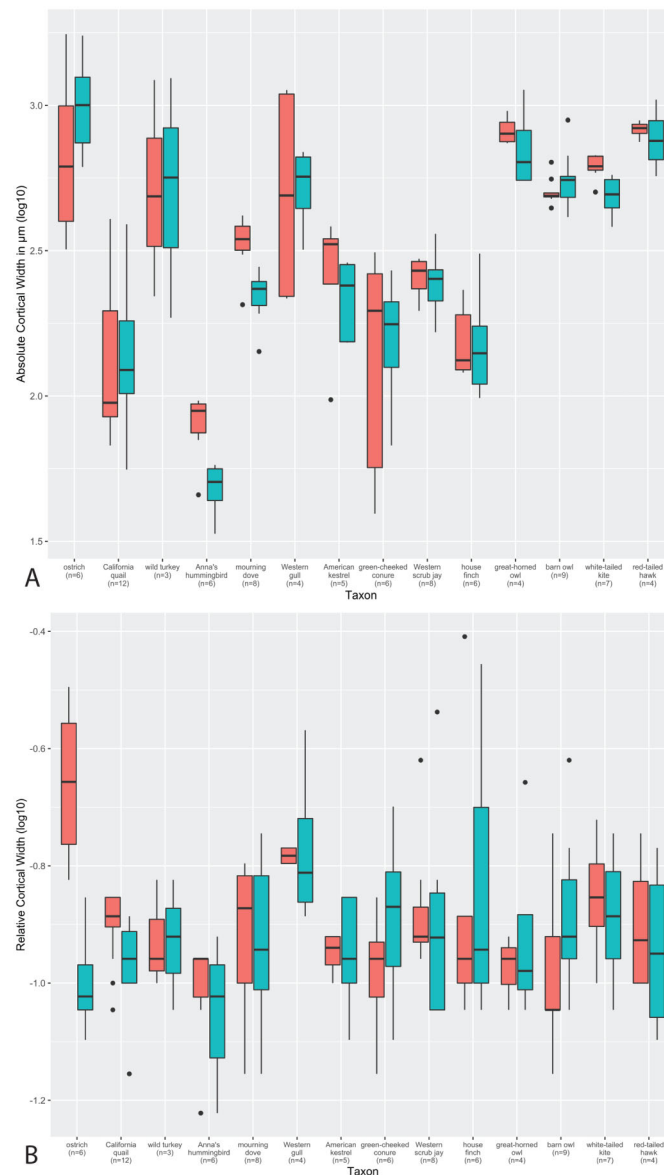 Absolute Cortical Width in µm (log10)
3.0
2.5
2.0
1.5
ostrich
(n=6)
California
quail
(n=12)
wild turkey
(n=3)
Anna's
hummingbird
(n=6)
mourning
dove
(n=8)
Western
gull
(n=4)
American
kestrel
(n=5)
green-cheeked
conure
(n=6)
Western
scrub jay
(n=8)
house
finch
(n=6)
great-horned
owl
(n=4)
barn owl
(n=9)
white-tailed
kite
(n=7)
red-tailed
hawk
(n=4)
Taxon
A
Relative Cortical Width (log10)
-0.4
-0.6
-0.8
-1.0
-1.2
ostrich
(n=6)
California
quail
(n=12)
wild turkey
(n=3)
Anna's
hummingbird
(n=6)
mourning
dove
(n=8)
Western
gull
(n=4)
American
kestrel
(n=5)
green-cheeked
conure
(n=6)
Western
scrub jay
(n=8)
house
finch
(n=6)
great-horned
owl
(n=4)
barn owl
(n=9)
white-tailed
kite
(n=7)
red-tailed
hawk
(n=4)
Taxon
B